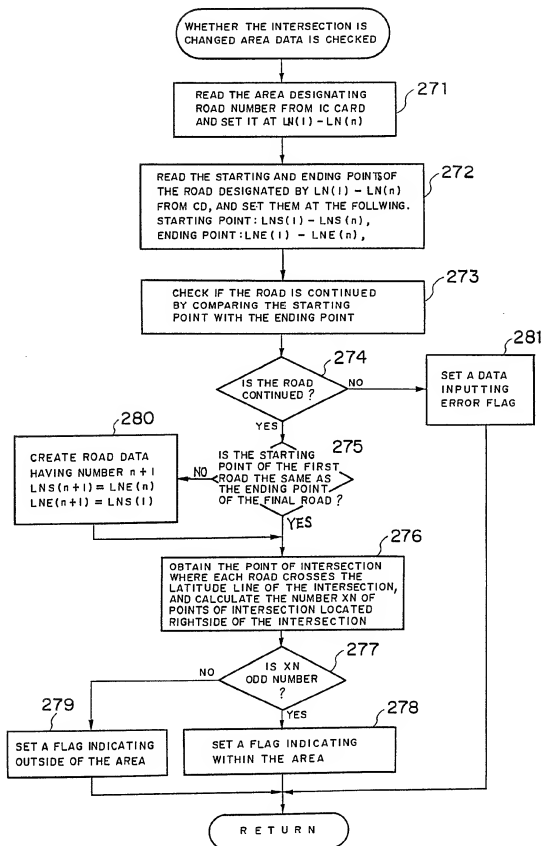 WHETHER THE INTERSECTION IS
CHANGED AREA DATA IS CHECKED
271
READ THE AREA DESIGNATING
ROAD NUMBER FROM IC CARD
AND SET IT AT LN(1)-LN(n)
272
READ THE STARTING AND ENDING POINTS OF
THE ROAD DESIGNATED BY LN(1) - LN(n)
FROM CD, AND SET THEM AT THE FOLLWING.
STARTING POINT: LNS(1) - LNS(n),
ENDING POINT: LNE(1) - LNE(n),
273
CHECK IF THE ROAD IS CONTINUED
BY COMPARING THE STARTING
POINT WITH THE ENDING POINT
274
IS THE ROAD
CONTINUED ?
NO
YES
281
SET A DATA
INPUTTING
ERROR FLAG
275
IS THE STARTING
POINT OF THE FIRST
ROAD THE SAME AS
THE ENDING POINT
OF THE FINAL ROAD ?
NO
YES
280
CREATE ROAD DATA
HAVING NUMBER n+1
LNS(n+1) = LNE(n)
LNE(n+1) = LNS(1)
276
OBTAIN THE POINT OF INTERSECTION
WHERE EACH ROAD CROSSES THE
LATITUDE LINE OF THE INTERSECTION,
AND CALCULATE THE NUMBER XN OF
POINTS OF INTERSECTION LOCATED
RIGHTSIDE OF THE INTERSECTION
277
IS XN
ODD NUMBER
?
NO
YES
279
SET A FLAG INDICATING
OUTSIDE OF THE AREA
278
SET A FLAG INDICATING
WITHIN THE AREA
RETURN